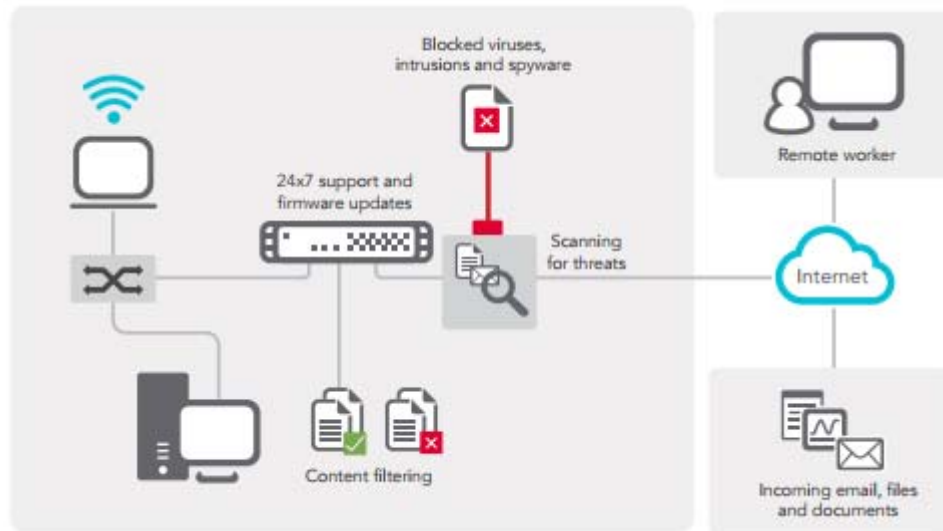 Blocked viruses,
intrusions and spyware
24x7 support and
firmware updates
Scanning
for threats
Content filtering
Remote worker
Internet
Incoming email, files
and documents